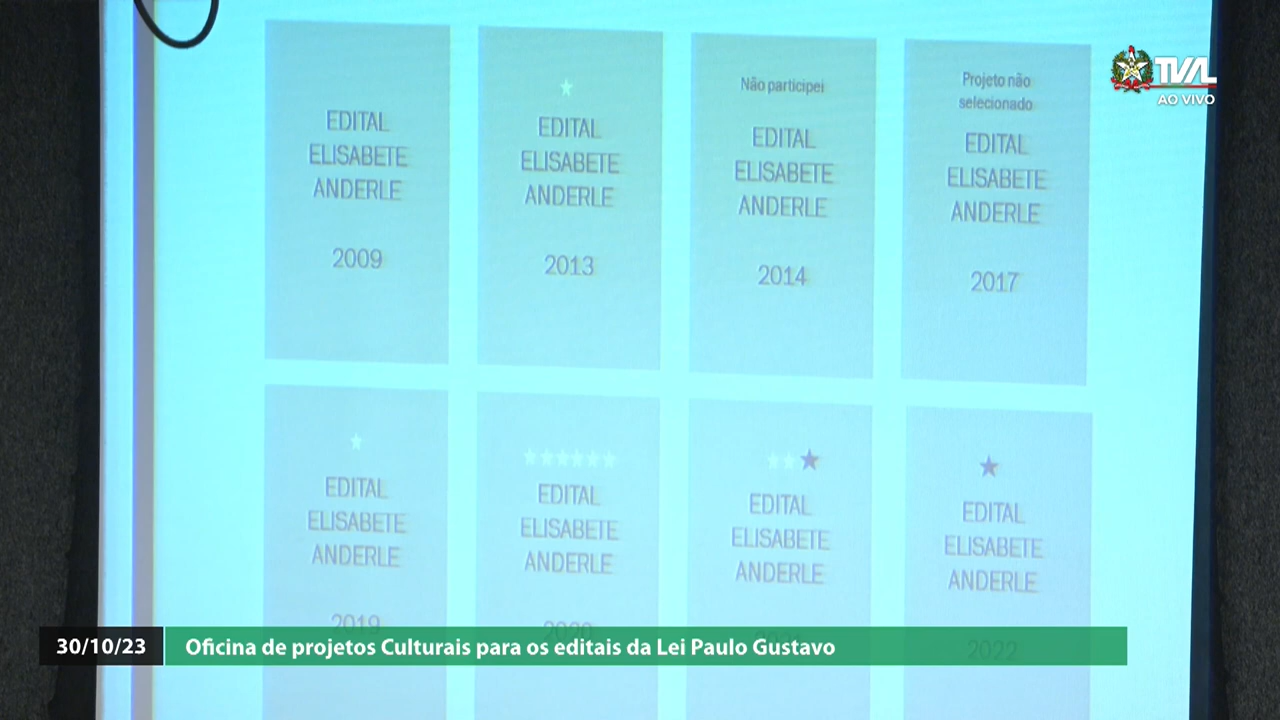 TVAL
AO VIVO
EDITAL
ELISABETE
ANDERLE
2009
EDITAL
ELISABETE
ANDERLE
2013
Não participei
EDITAL
ELISABETE
ANDERLE
2014
Projeto não
selecionado
EDITAL
ELISABETE
ANDERLE
2017
EDITAL
ELISABETE
ANDERLE
2019
EDITAL
ELISABETE
ANDERLE
2020
EDITAL
ELISABETE
ANDERLE
EDITAL
ELISABETE
ANDERLE
2022
30/10/23
Oficina de projetos Culturais para os editais da Lei Paulo Gustavo